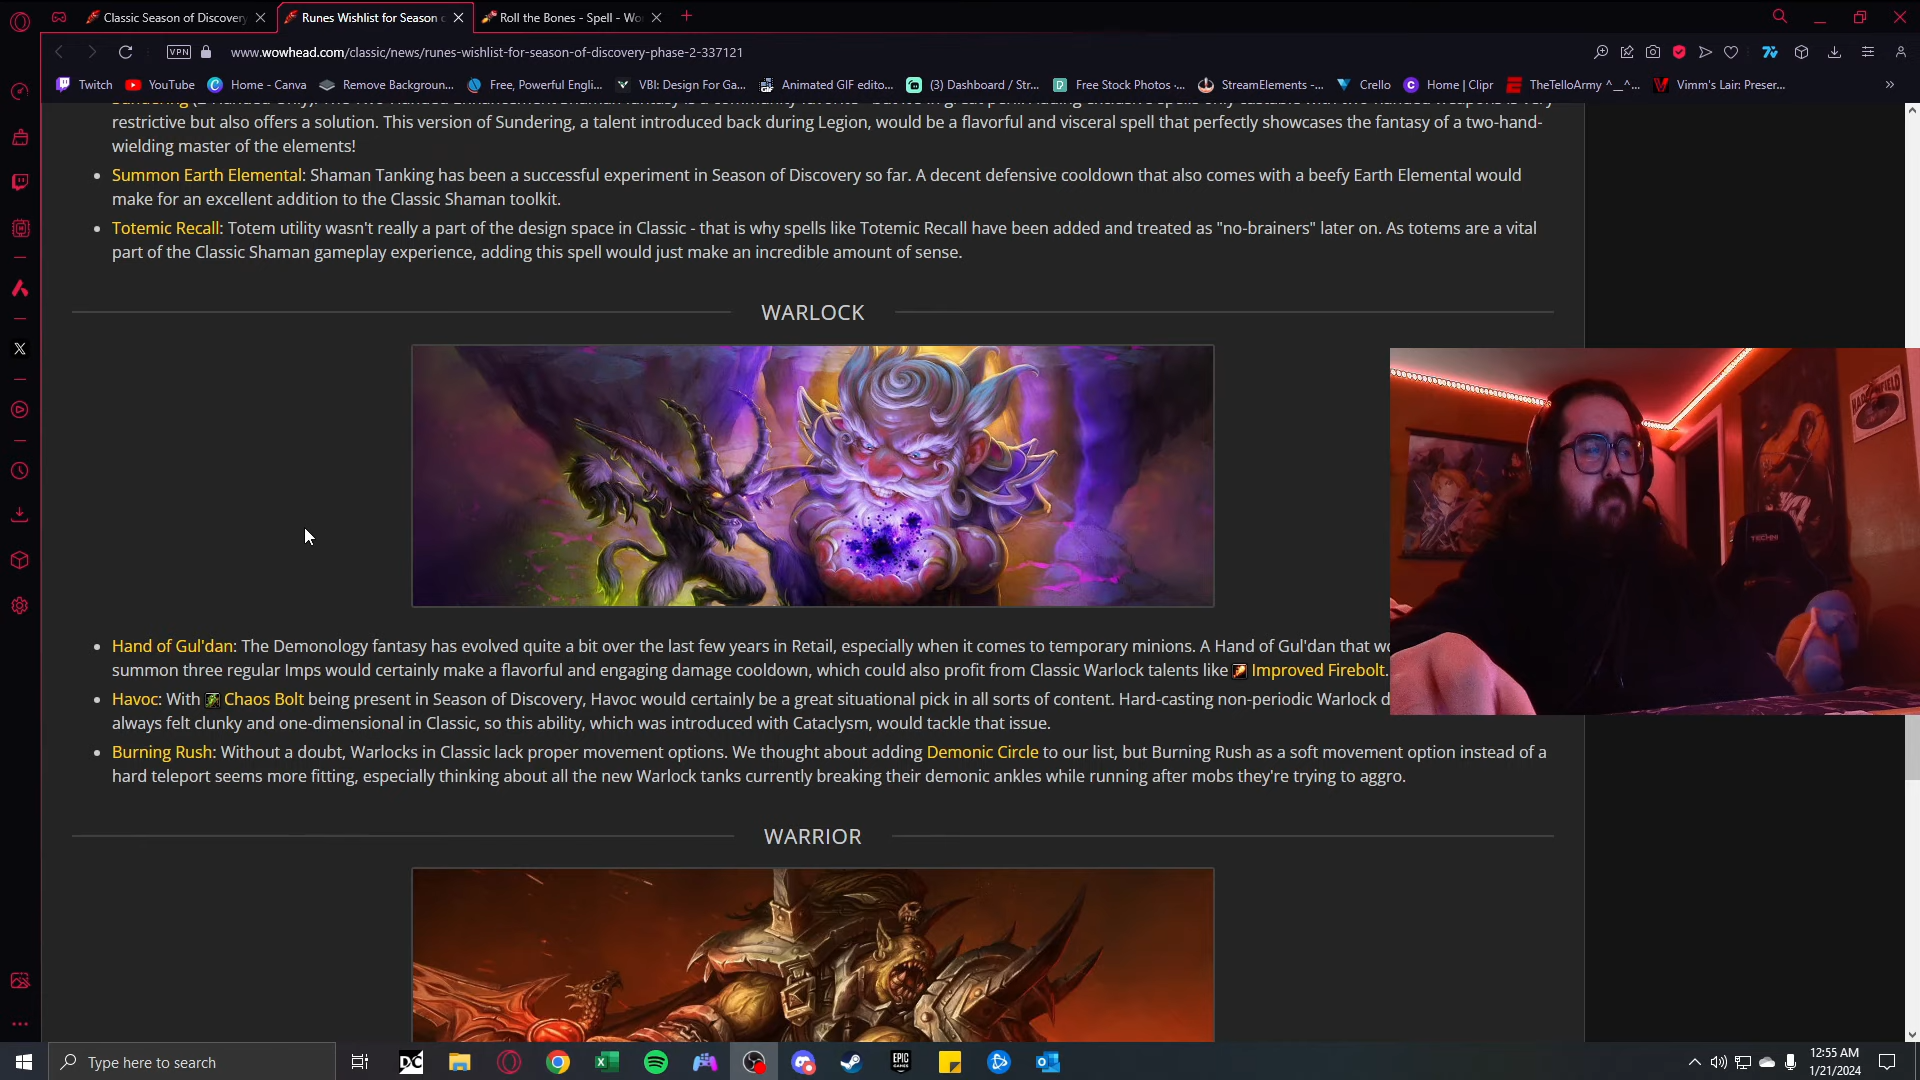 Classic Season of Discovery
Runes Wishlist for Season o
Roll the Bones - Spell - Wo
VPN
www.wowhead.com/classic/news/runes-wishlist-for-season-of-discovery-phase-2-337121
Twitch
YouTube
Home - Canva
Remove Backgroun...
Free, Powerful Engli...
VBI: Design For Ga...
Animated GIF edito...
(3) Dashboard / Str...
Free Stock Photos ·...
StreamElements -...
Crello
Home | Clipr
TheTelloArmy ^__^...
Vimm's Lair: Preser...
»
restrictive but also offers a solution. This version of Sundering, a talent introduced back during Legion, would be a flavorful and visceral spell that perfectly showcases the fantasy of a two-hand-
wielding master of the elements!
• Summon Earth Elemental: Shaman Tanking has been a successful experiment in Season of Discovery so far. A decent defensive cooldown that also comes with a beefy Earth Elemental would
make for an excellent addition to the Classic Shaman toolkit.
• Totemic Recall: Totem utility wasn't really a part of the design space in Classic - that is why spells like Totemic Recall have been added and treated as "no-brainers" later on. As totems are a vital
part of the Classic Shaman gameplay experience, adding this spell would just make an incredible amount of sense.
WARLOCK
• Hand of Gul'dan: The Demonology fantasy has evolved quite a bit over the last few years in Retail, especially when it comes to temporary minions. A Hand of Gul'dan that
summon three regular Imps would certainly make a flavorful and engaging damage cooldown, which could also profit from Classic Warlock talents like Improved Firebolt.
• Havoc: With Chaos Bolt being present in Season of Discovery, Havoc would certainly be a great situational pick in all sorts of content. Hard-casting non-periodic Warlock
always felt clunky and one-dimensional in Classic, so this ability, which was introduced with Cataclysm, would tackle that issue.
• Burning Rush: Without a doubt, Warlocks in Classic lack proper movement options. We thought about adding Demonic Circle to our list, but Burning Rush as a soft movement option instead of a
hard teleport seems more fitting, especially thinking about all the new Warlock tanks currently breaking their demonic ankles while running after mobs they're trying to aggro.
WARRIOR
Type here to search
DC
EPIC GAMES
12:55 AM
1/21/2024